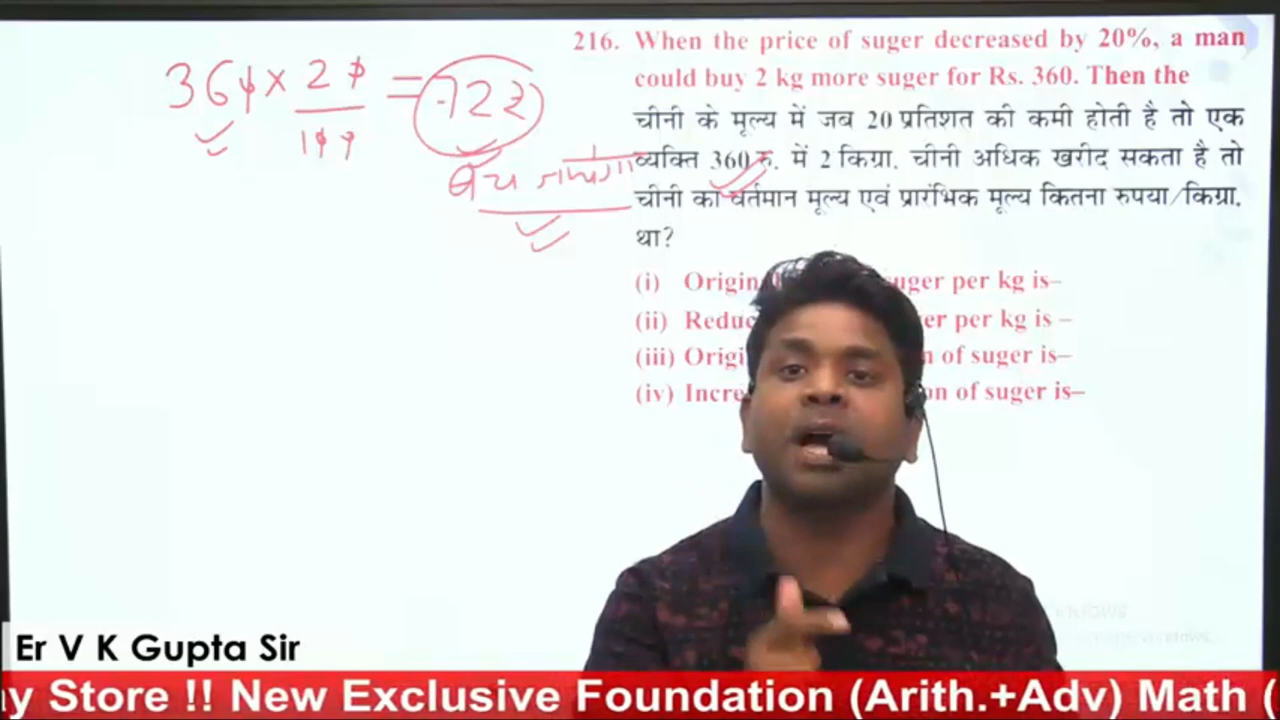 216. When the price of suger decreased by 20%, a man
could buy 2 kg more suger for Rs. 360. Then the
चीनी के मूल्य में जब 20 प्रतिशत की कमी होती है तो एक
व्यक्ति 360 रु. में 2 किग्रा. चीनी अधिक खरीद सकता है तो
चीनी का वर्तमान मूल्य एवं प्रारंभिक मूल्य कितना रुपया/किग्रा.
था?
(i) Origin uger per kg is–
(ii) Reduc er per kg is –
(iii) Origi n of suger is–
(iv) Incre on of suger is–
360 × 20 = 72 ₹
100
बच जाएगा
Er V K Gupta Sir
y Store !! New Exclusive Foundation (Arith.+Adv) Math (